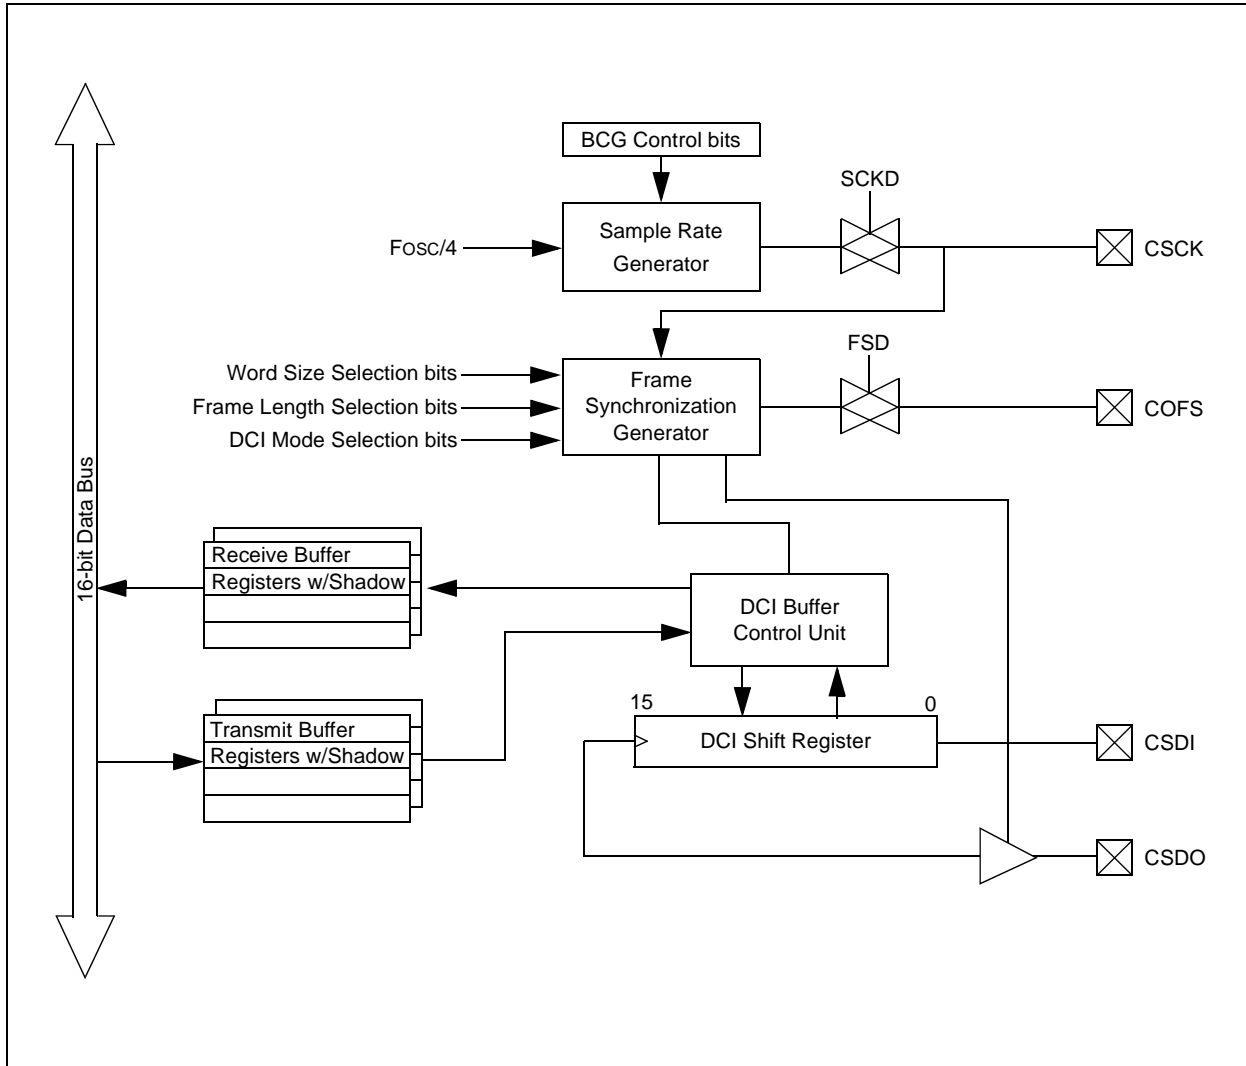 BCG Control bits
SCKD
Sample Rate
Generator
FOSC/4
CSCK
FSD
Word Size Selection bits
Frame Length Selection bits
DCI Mode Selection bits
Frame
Synchronization
Generator
COFS
16-bit Data Bus
Receive Buffer
Registers w/Shadow
DCI Buffer
Control Unit
Transmit Buffer
Registers w/Shadow
15
0
DCI Shift Register
CSDI
CSDO